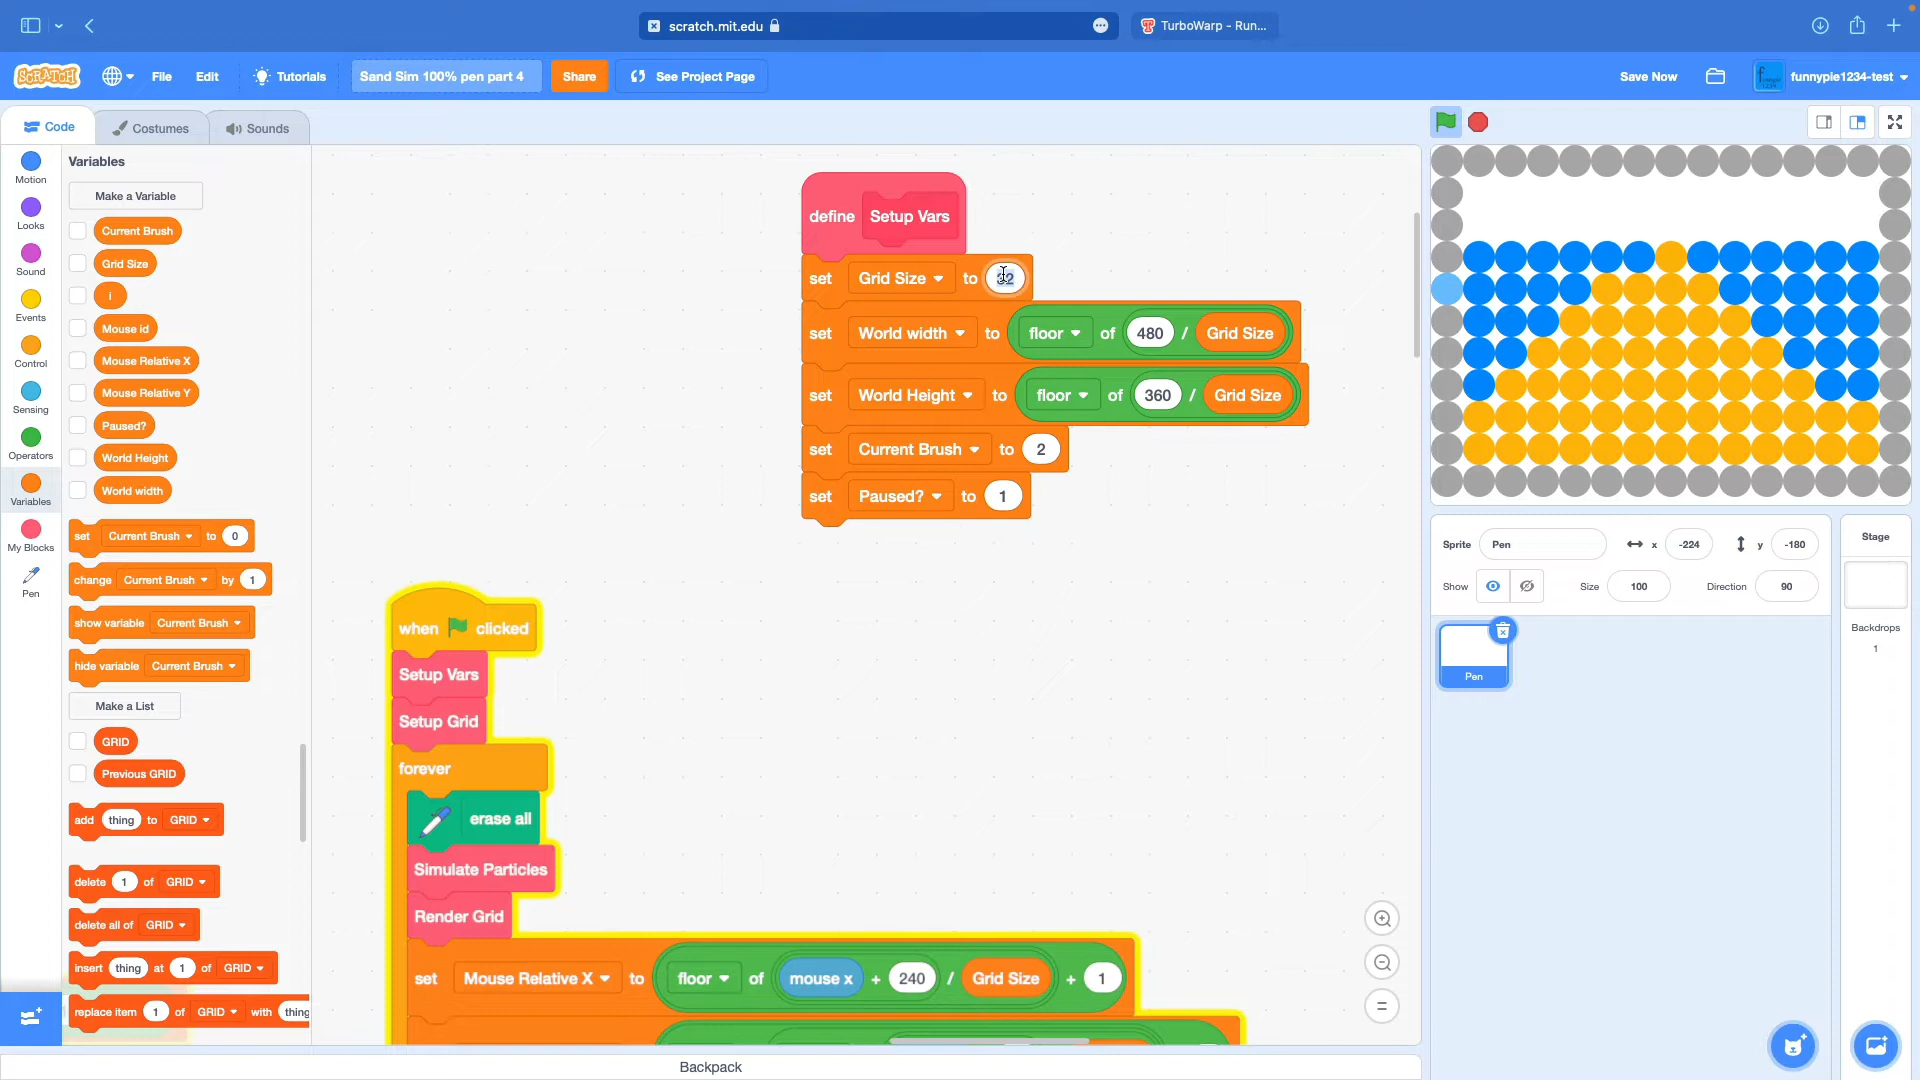 scratch.mit.edu
TurboWarp - Run...
SCRATCH
File
Edit
Tutorials
Sand Sim 100% pen part 4
Share
See Project Page
Save Now
funnypie1234-test
Code
Costumes
Sounds
Motion
Looks
Sound
Events
Control
Sensing
Operators
Variables
My Blocks
Pen
Variables
Make a Variable
Current Brush
Grid Size
i
Mouse id
Mouse Relative X
Mouse Relative Y
Paused?
World Height
World width
set Current Brush to 0
change Current Brush by 1
show variable Current Brush
hide variable Current Brush
Make a List
GRID
Previous GRID
add thing to GRID
delete 1 of GRID
delete all of GRID
insert thing at 1 of GRID
replace item 1 of GRID with thing
define Setup Vars
set Grid Size to 32
set World width to floor of 480 / Grid Size
set World Height to floor of 360 / Grid Size
set Current Brush to 2
set Paused? to 1
when clicked
Setup Vars
Setup Grid
forever
erase all
Simulate Particles
Render Grid
set Mouse Relative X to floor of mouse x + 240 / Grid Size + 1
Backpack
Sprite Pen x -224 y -180
Show Size 100 Direction 90
Pen
Stage
Backdrops
1